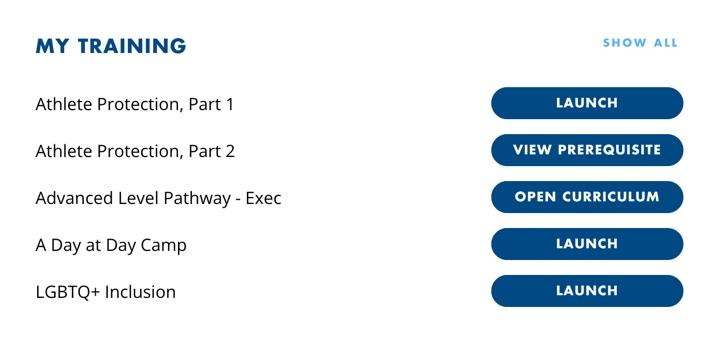 MY TRAINING SHOW ALL
Athlete Protection, Part 1 LAUNCH
Athlete Protection, Part 2 VIEW PREREQUISITE
Advanced Level Pathway - Exec OPEN CURRICULUM
A Day at Day Camp LAUNCH
LGBTQ+ Inclusion LAUNCH